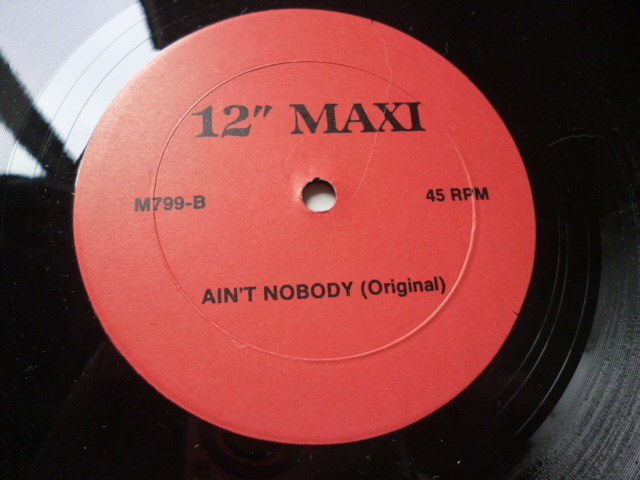 12" MAXI
M799-B
45 RPM
AIN'T NOBODY (Original)